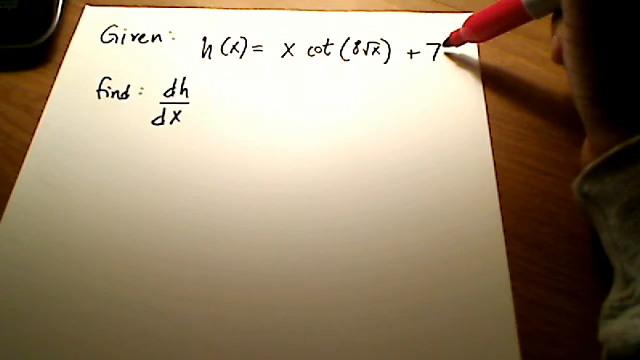 Given: h(x) = x cot(8√x) + 7
find: dh/dx